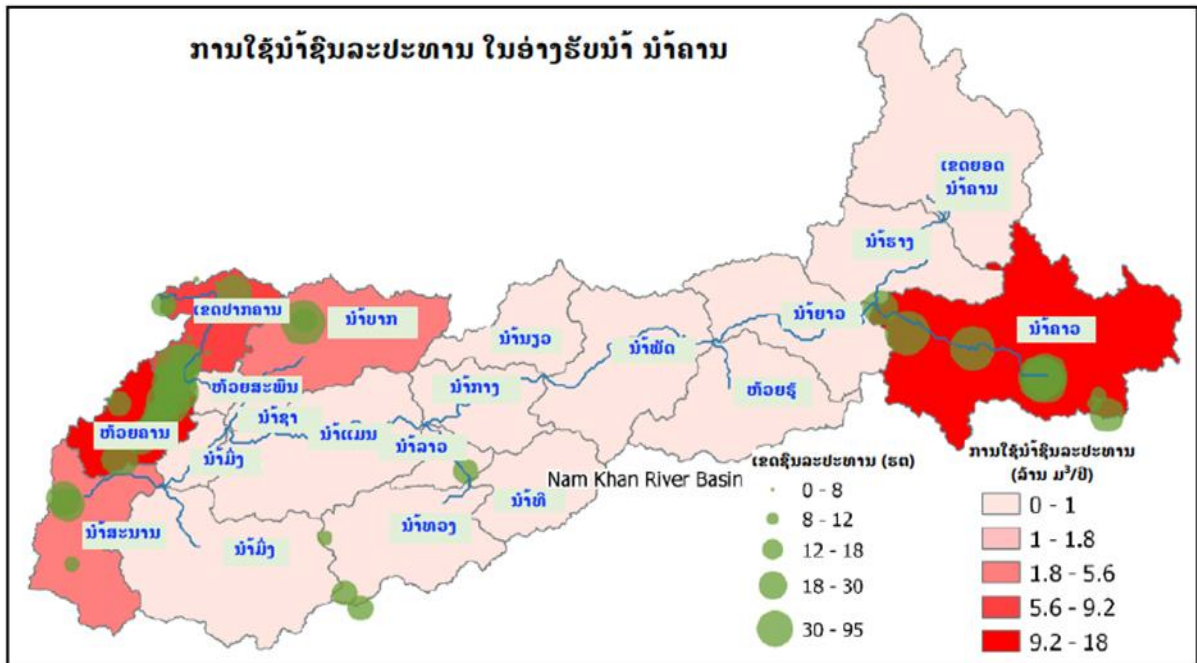 ການໃຊ້ນ້ຳຊົນລະປະທານ ໃນອ່າງຮັບນ້ຳ ນ້ຳຄານ
ເຂດຍອດ
ນ້ຳຄານ
ນ້ຳຮາງ
ເຂດປາກຄານ
ນ້ຳບາກ
ນ້ຳຍາວ
ນ້ຳຄາວ
ນ້ຳນຽວ
ນ້ຳພັດ
ຫ້ວຍສະພິນ
ນ້ຳກາງ
ຫ້ວຍຊູ້
ນ້ຳຊຳ
ຫ້ວຍຄານ
ນ້ຳແມີນ
ນ້ຳລາວ
ນ້ຳມິ່ງ
Nam Khan River Basin
ນ້ຳທີ
ນ້ຳສະນານ
ນ້ຳທວງ
ນ້ຳມິ່ງ
ເຂດຊົນລະປະທານ (ຮຕ)
0 - 8
8 - 12
12 - 18
18 - 30
30 - 95
ການໃຊ້ນ້ຳຊົນລະປະທານ
(ລ້ານ ມ³/ປີ)
0 - 1
1 - 1.8
1.8 - 5.6
5.6 - 9.2
9.2 - 18